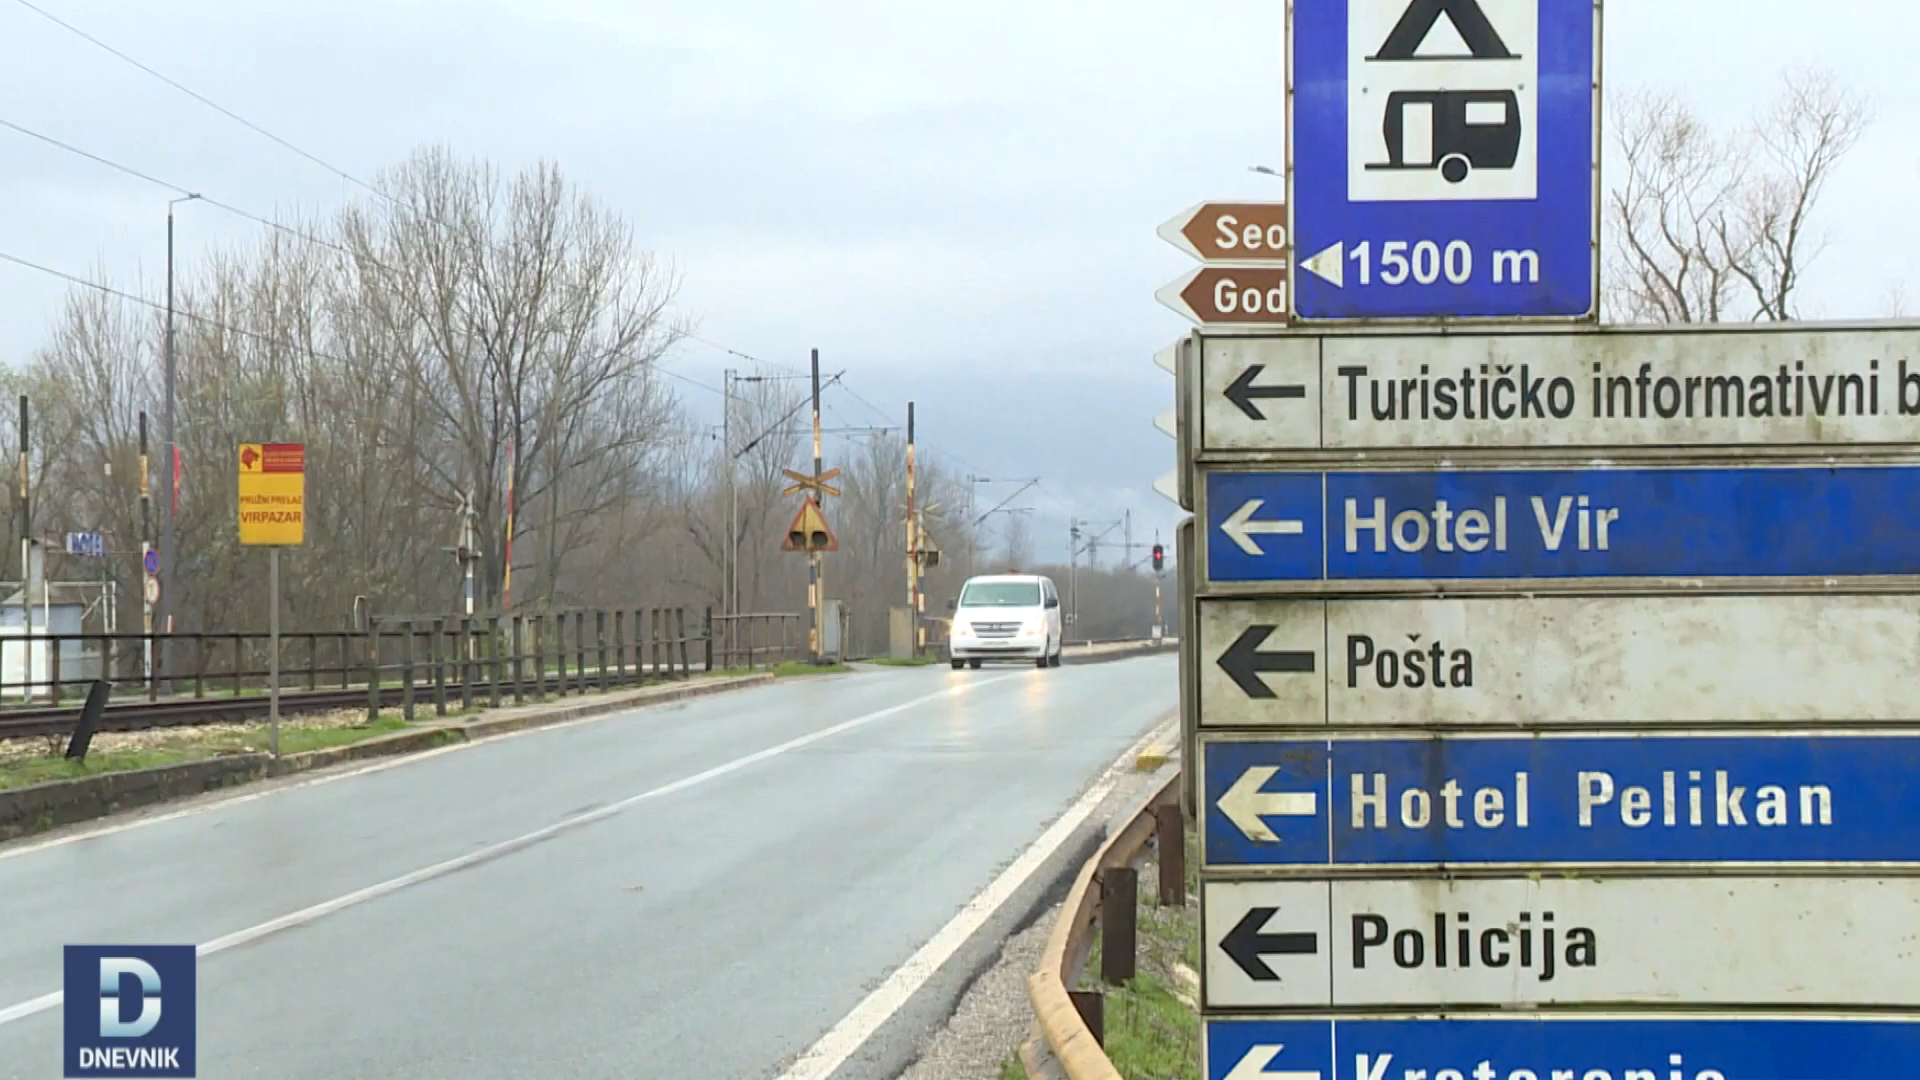 Seo
God
1500 m
Turističko informativni b
Hotel Vir
Pošta
Hotel Pelikan
Policija
PRUŽNI PRELAZ
VIRPAZAR
D
DNEVNIK